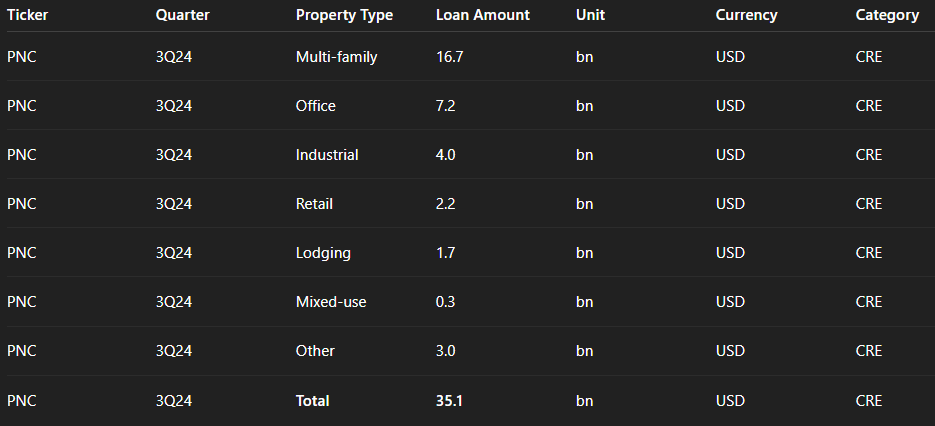 Ticker Quarter Property Type Loan Amount Unit Currency Category
PNC 3Q24 Multi-family 16.7 bn USD CRE
PNC 3Q24 Office 7.2 bn USD CRE
PNC 3Q24 Industrial 4.0 bn USD CRE
PNC 3Q24 Retail 2.2 bn USD CRE
PNC 3Q24 Lodging 1.7 bn USD CRE
PNC 3Q24 Mixed-use 0.3 bn USD CRE
PNC 3Q24 Other 3.0 bn USD CRE
PNC 3Q24 Total 35.1 bn USD CRE